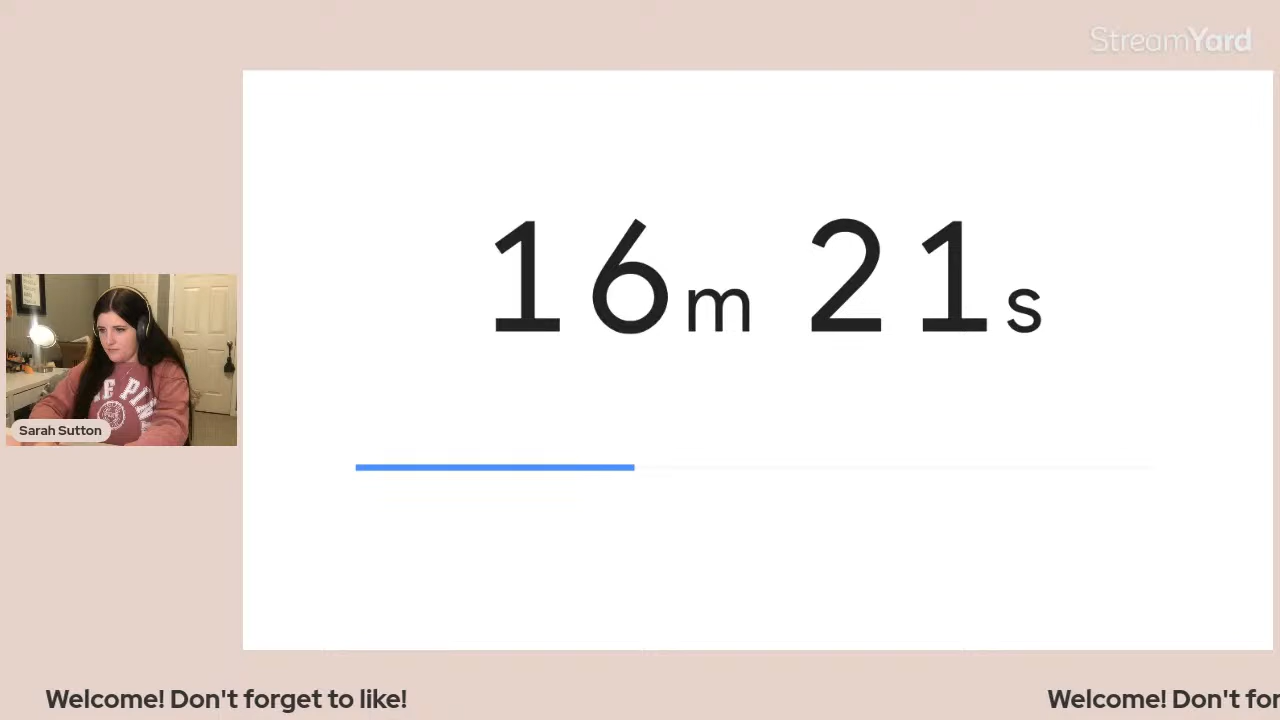 StreamYard
16m 21s
Sarah Sutton
Welcome! Don't forget to like!
Welcome! Don't for